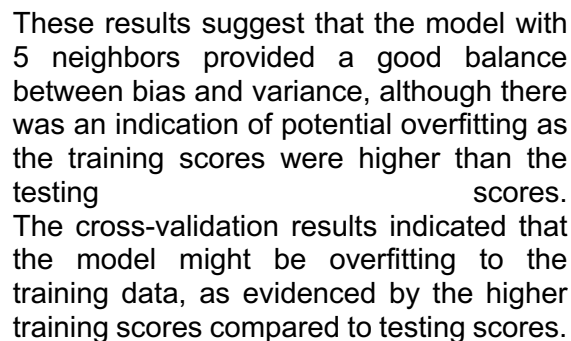 These results suggest that the model with
5 neighbors provided a good balance
between bias and variance, although there
was an indication of potential overfitting as
the training scores were higher than the
testing scores.
The cross-validation results indicated that
the model might be overfitting to the
training data, as evidenced by the higher
training scores compared to testing scores.